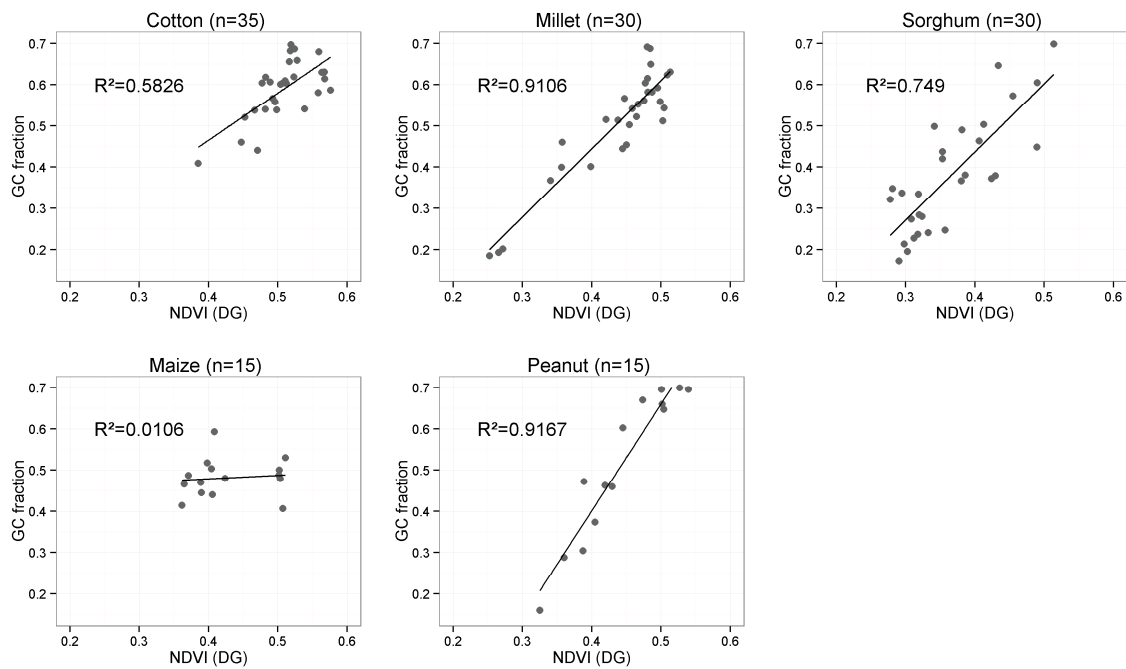 Cotton (n=35)
0.7
0.6
0.5
0.4
0.3
0.2
GC fraction
R²=0.5826
0.2 0.3 0.4 0.5 0.6
NDVI (DG)
Millet (n=30)
0.7
0.6
0.5
0.4
0.3
0.2
GC fraction
R²=0.9106
0.2 0.3 0.4 0.5 0.6
NDVI (DG)
Sorghum (n=30)
0.7
0.6
0.5
0.4
0.3
0.2
GC fraction
R²=0.749
0.2 0.3 0.4 0.5 0.6
NDVI (DG)
Maize (n=15)
0.7
0.6
0.5
0.4
0.3
0.2
GC fraction
R²=0.0106
0.2 0.3 0.4 0.5 0.6
NDVI (DG)
Peanut (n=15)
0.7
0.6
0.5
0.4
0.3
0.2
GC fraction
R²=0.9167
0.2 0.3 0.4 0.5 0.6
NDVI (DG)